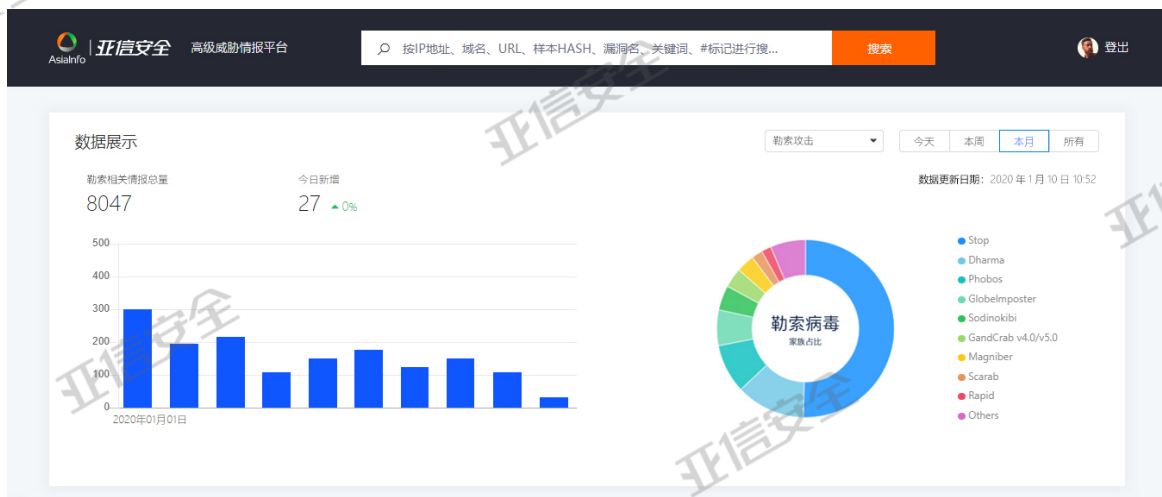 AsiaInfo 亚信安全 高级威胁情报平台 按IP地址、域名、URL、样本HASH、漏洞名、关键词、#标记进行搜... 搜索 登出
数据展示 勒索攻击 今天 本周 本月 所有
勒索相关情报总量 今日新增 数据更新日期：2020 年 1 月 10 日 10:52
8047 27 0%
500
400
300
200
100
0
2020年01月01日
勒索病毒
家族占比
Stop
Dharma
Phobos
GlobeImposter
Sodinokibi
GandCrab v4.0/v5.0
Magniber
Scarab
Rapid
Others
亚信安全
亚信安全
亚信安全